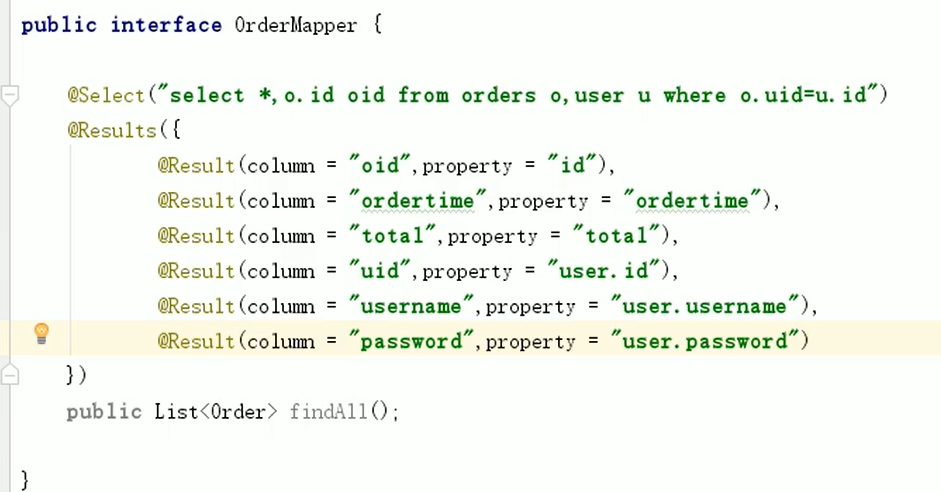 public interface OrderMapper {
@Select("select *,o.id oid from orders o,user u where o.uid=u.id")
@Results({
@Result(column = "oid",property = "id"),
@Result(column = "ordertime",property = "ordertime"),
@Result(column = "total",property = "total"),
@Result(column = "uid",property = "user.id"),
@Result(column = "username",property = "user.username"),
@Result(column = "password",property = "user.password")
})
public List<Order> findAll();
}